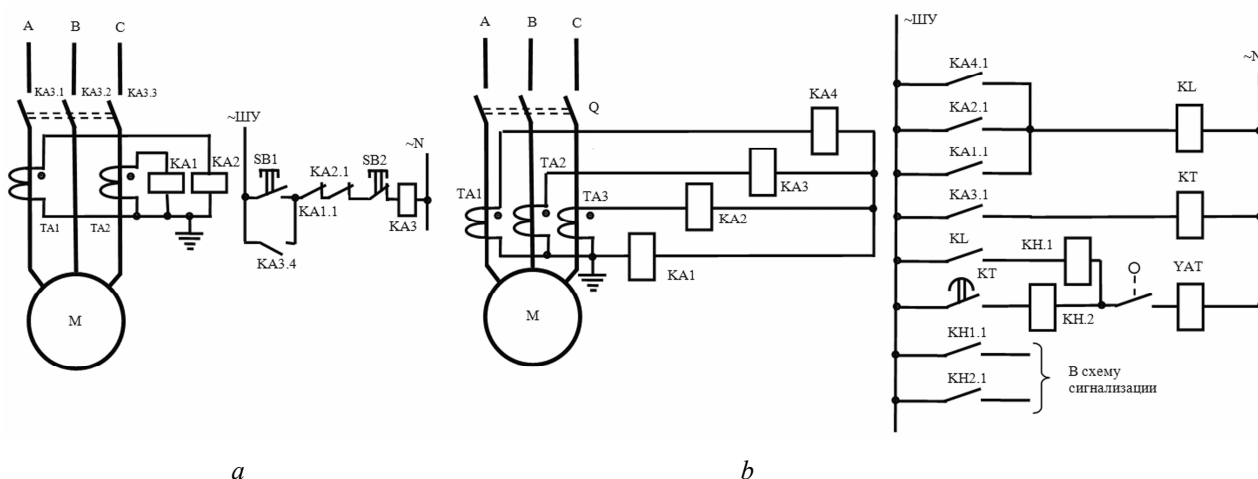 A B C
KA3.1 KA3.2 KA3.3
KA1 KA2
TA1 TA2
M
~ШУ
SB1 KA2.1 SB2
~N
KA1.1
KA3
KA3.4
a
A B C
Q
KA4
TA2
KA3
TA1 TA3
KA2
KA1
M
~ШУ
~N
KA4.1
KL
KA2.1
KA1.1
KA3.1
KT
KL
KH.1
KT
YAT
KH.2
KH1.1
KH2.1
В схему
сигнализации
b